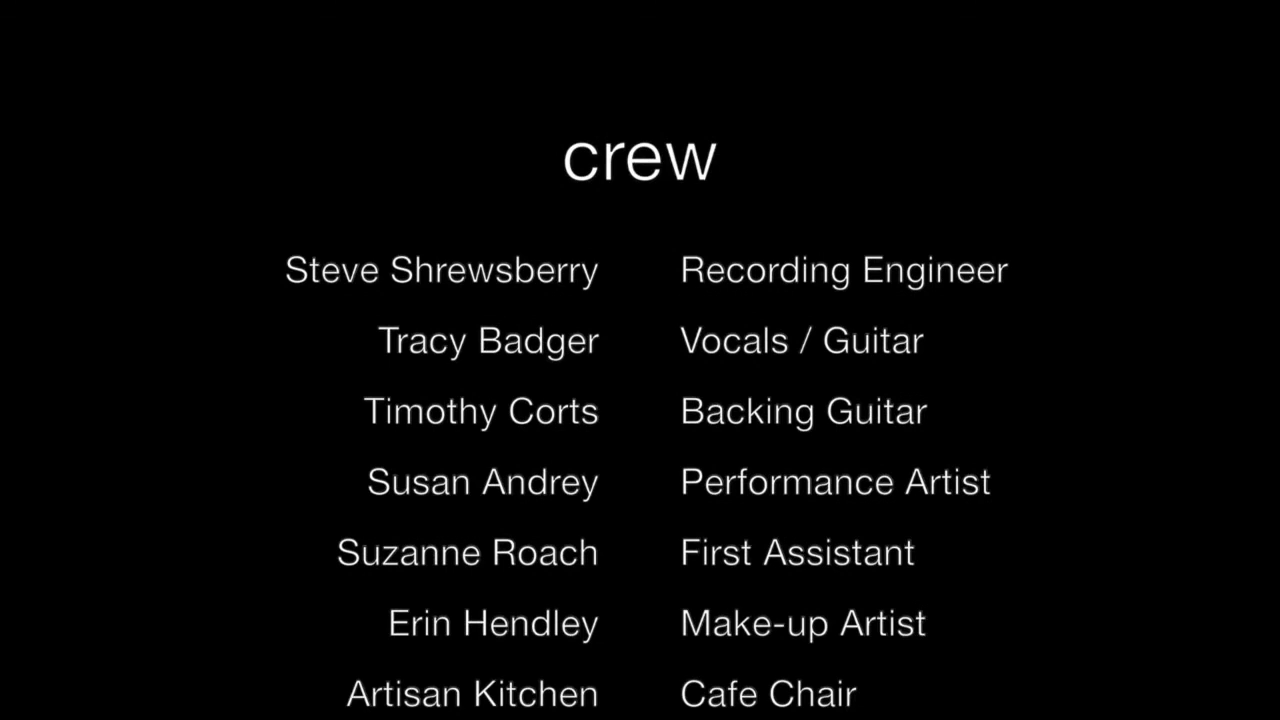 crew
Steve Shrewsberry Recording Engineer
Tracy Badger Vocals / Guitar
Timothy Corts Backing Guitar
Susan Andrey Performance Artist
Suzanne Roach First Assistant
Erin Hendley Make-up Artist
Artisan Kitchen Cafe Chair